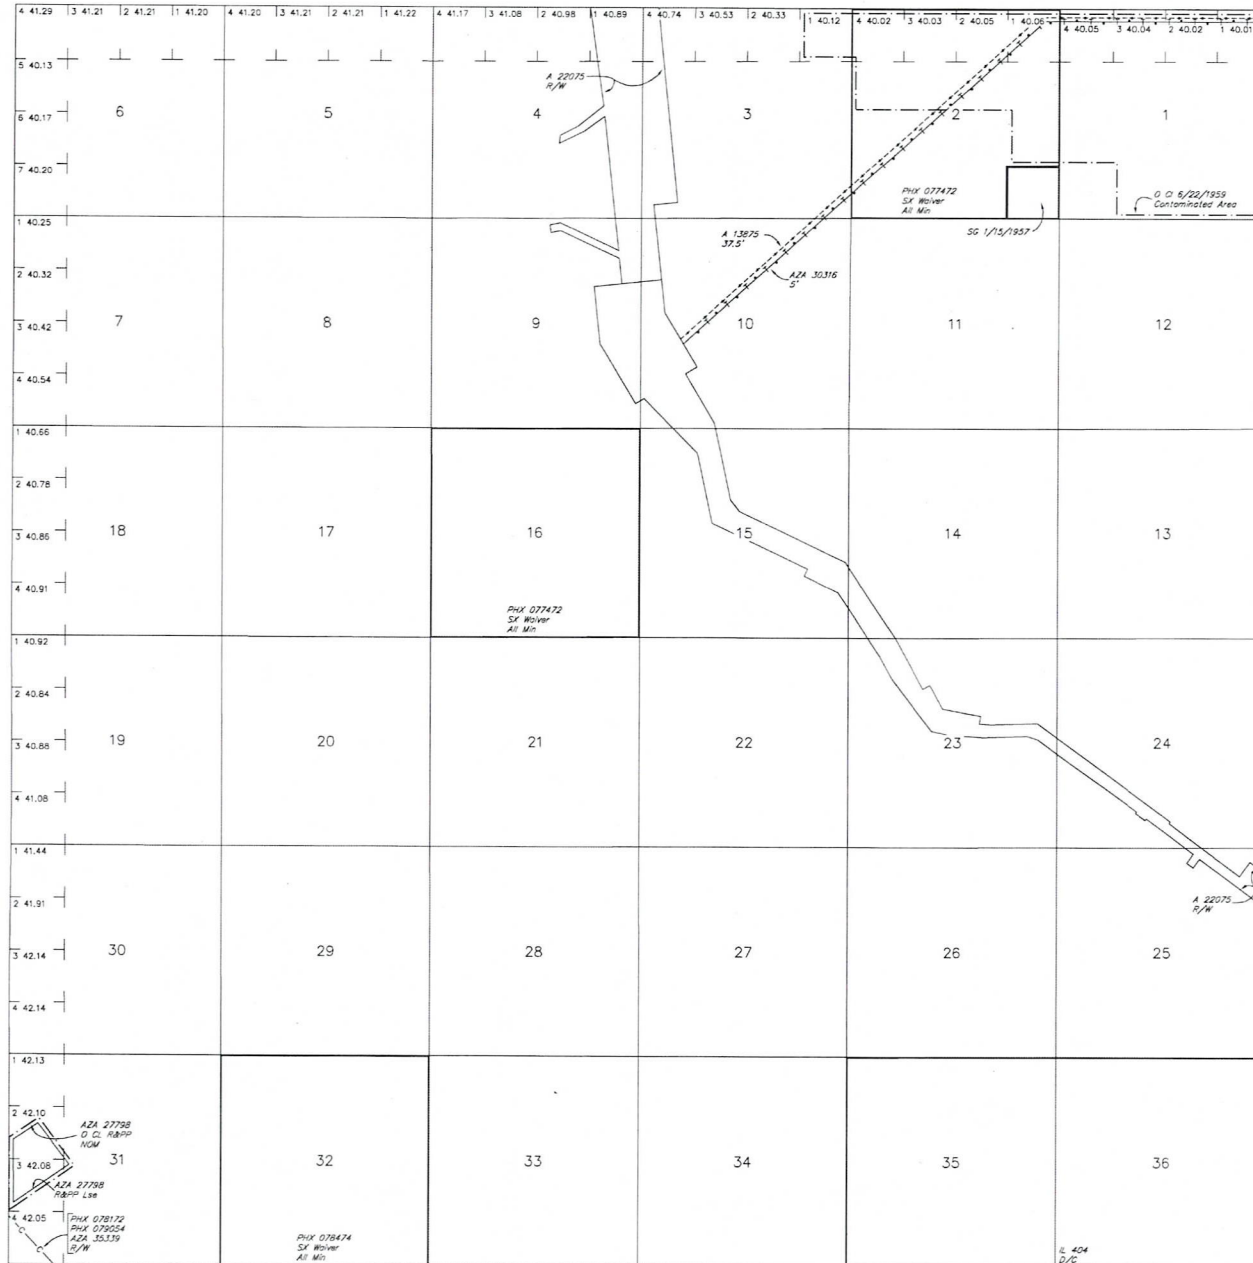 4 41.29 3 41.21 2 41.21 1 41.20 4 41.20 3 41.21 2 41.21 1 41.22 4 41.17 3 41.08 2 40.98 1 40.89 4 40.74 3 40.53 2 40.33 1 40.12 4 40.02 3 40.03 2 40.05 1 40.06 4 40.05 3 40.04 2 40.02 1 40.01
5 40.13
A 22075
R/W
6 40.17
6 5 4 3 2 1
7 40.20
PHX 077472
SX Waiver
All Min
O Cl 6/22/1959
Contaminated Area
1 40.25
SG 1/15/1957
A 13875
37.5'
2 40.32
AZA 30316
5'
3 40.42
7 8 9 10 11 12
4 40.54
1 40.66
2 40.78
3 40.86
18 17 16 15 14 13
4 40.91
PHX 077472
SX Waiver
All Min
1 40.92
2 40.84
3 40.88
19 20 21 22 23 24
4 41.08
1 41.44
2 41.91
A 22075
R/W
3 42.14
30 29 28 27 26 25
4 42.14
1 42.13
2 42.10
AZA 27798
O CL R&PP
NOM
3 42.08
31 32 33 34 35 36
AZA 27798
R&PP Lse
4 42.05
PHX 078172
PHX 079054
AZA 35339
R/W
C
C
PHX 078474
SX Waiver
All Min
IL 404
D/C